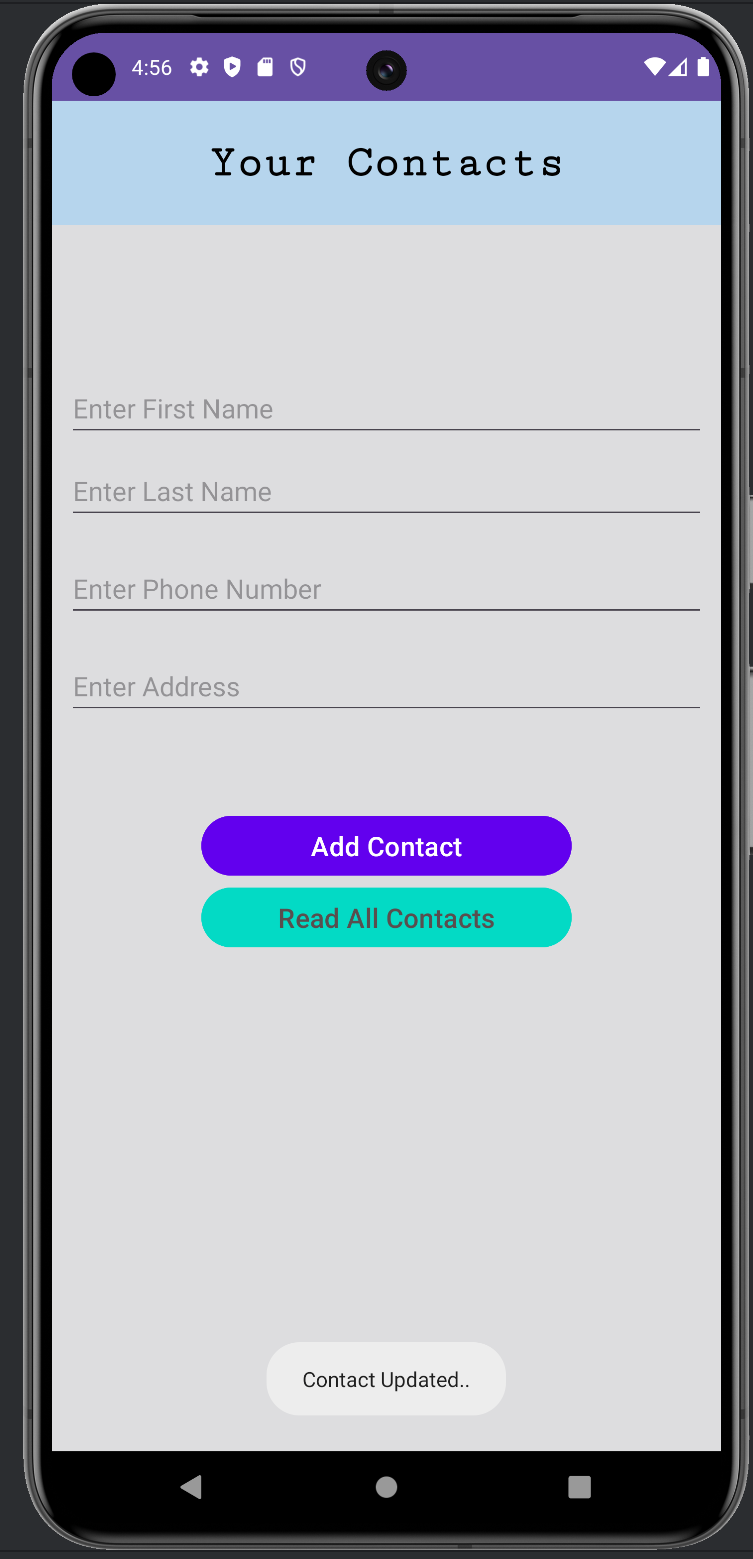 4:56
Your Contacts
Enter First Name
Enter Last Name
Enter Phone Number
Enter Address
Add Contact
Read All Contacts
Contact Updated..